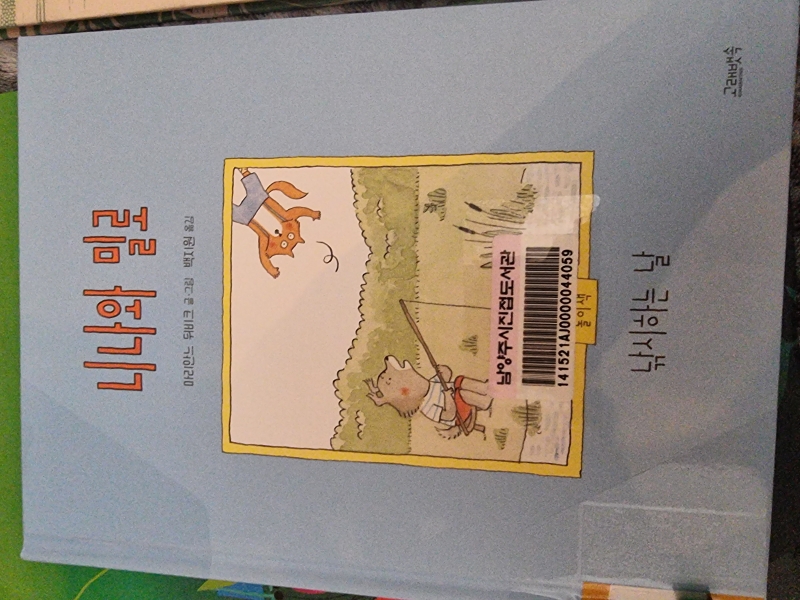 니나와 밀로
마리안느 뒤비크 글·그림 백지원 옮김
남양주시진접도서관
141521AJ0000044059
놀이책
낚시하는 날
고래뱃속